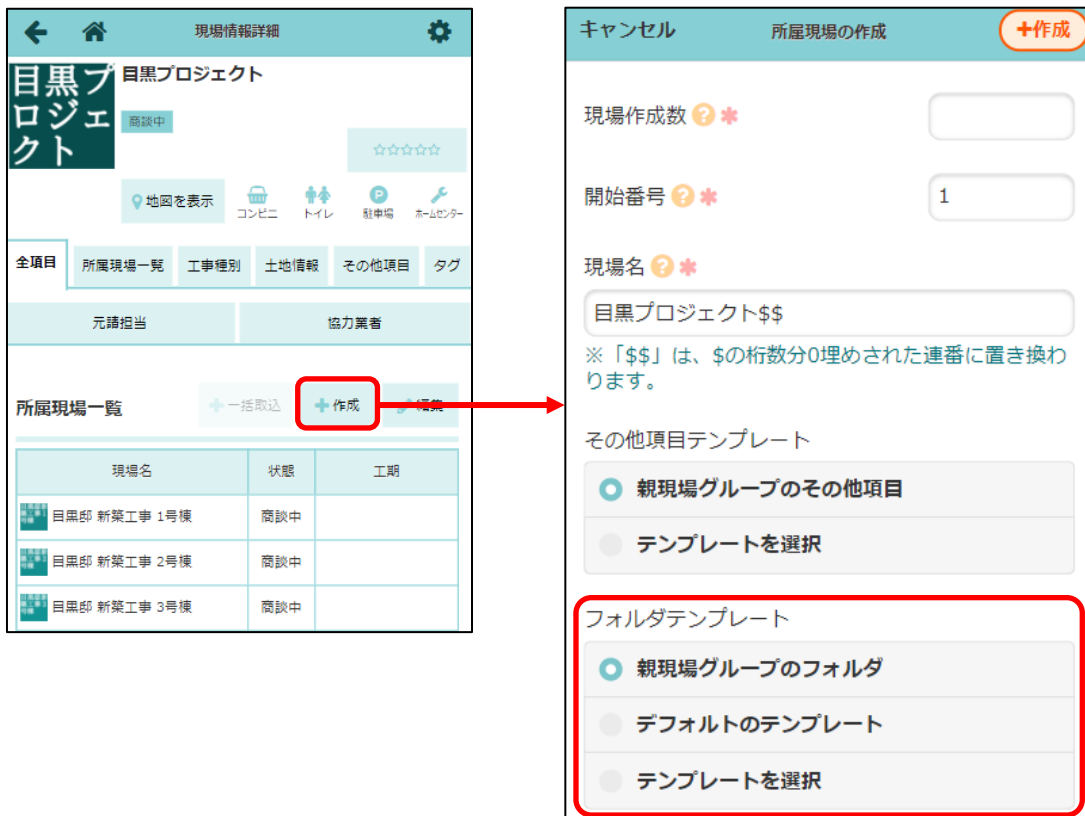 現場情報詳細
目黒プ
ロジェ
クト
目黒プロジェクト
商談中
☆☆☆☆☆
地図を表示
コンビニ
トイレ
P
駐車場
ホームセンター
全項目 所属現場一覧 工事種別 土地情報 その他項目 タグ
元請担当 協力業者
所属現場一覧 +一括取込 +作成 編集
現場名 状態 工期
目黒邸 新築工事 1号棟 商談中
目黒邸 新築工事 2号棟 商談中
目黒邸 新築工事 3号棟 商談中
キャンセル 所属現場の作成 +作成
現場作成数 ? *
開始番号 ? * 1
現場名 ? *
目黒プロジェクト$$
※「$$」は、$の桁数分0埋めされた連番に置き換わ
ります。
その他項目テンプレート
親現場グループのその他項目
テンプレートを選択
フォルダテンプレート
親現場グループのフォルダ
デフォルトのテンプレート
テンプレートを選択